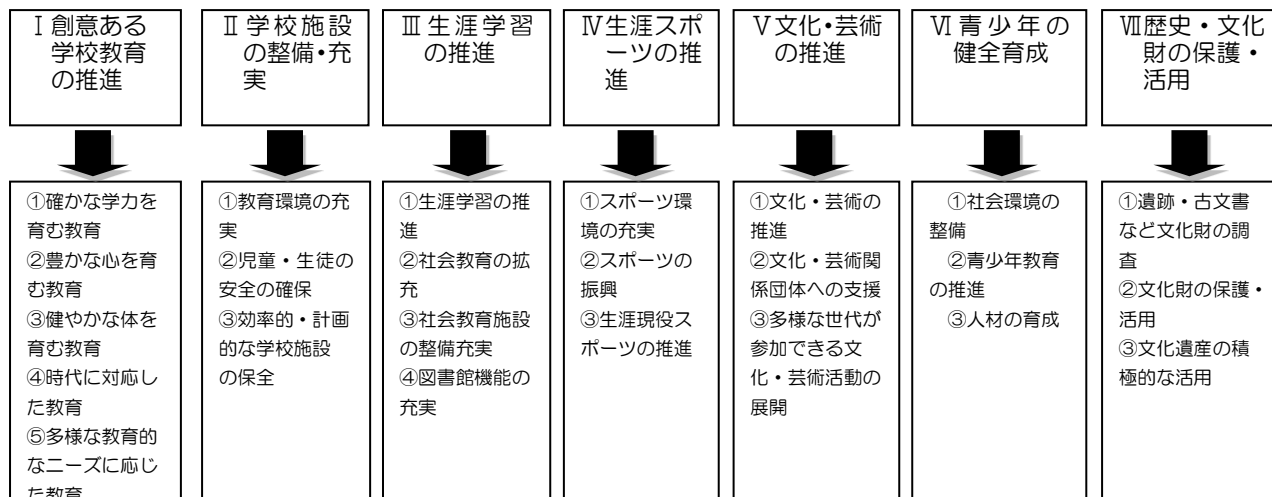 Ⅰ創意ある
学校教育
の推進
Ⅱ学校施設
の整備・充
実
Ⅲ生涯学習
の推進
Ⅳ生涯スポ
ーツの推
進
Ⅴ文化・芸術
の推進
Ⅵ青少年の
健全育成
Ⅶ歴史・文化
財の保護・
活用
①確かな学力を
育む教育
②豊かな心を育
む教育
③健やかな体を
育む教育
④時代に対応し
た教育
⑤多様な教育的
なニーズに応じ
た教育
①教育環境の充
実
②児童・生徒の
安全の確保
③効率的・計画
的な学校施設
の保全
①生涯学習の推
進
②社会教育の拡
充
③社会教育施設
の整備充実
④図書館機能の
充実
①スポーツ環
境の充実
②スポーツの
振興
③生涯現役ス
ポーツの推進
①文化・芸術の
推進
②文化・芸術関
係団体への支援
③多様な世代が
参加できる文
化・芸術活動の
展開
①社会環境の
整備
②青少年教育
の推進
③人材の育成
①遺跡・古文書
など文化財の調
査
②文化財の保護・
活用
③文化遺産の積
極的な活用